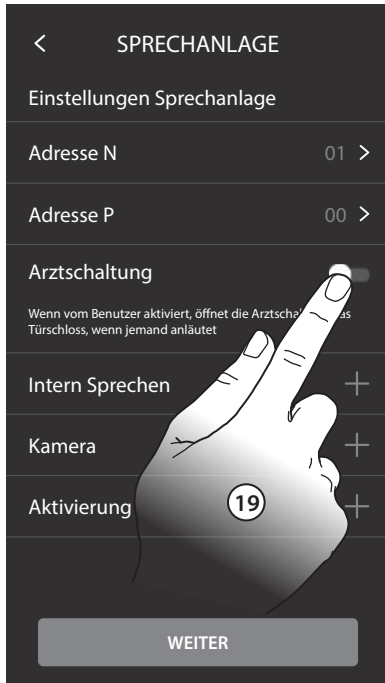 SPRECHANLAGE
Einstellungen Sprechanlage
Adresse N 01
Adresse P 00
Arztschaltung
Wenn vom Benutzer aktiviert, öffnet die
Türschloss, wenn jemand anläutet
Intern Sprechen
Kamera
Aktivierung
19
WEITER